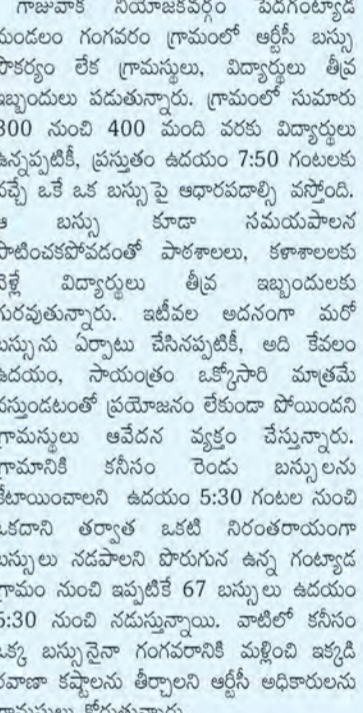 గాజువాక నియోజకవర్గం పెదగంట్యాడ
మండలం గంగవరం గ్రామంలో ఆర్టీసీ బస్సు
సౌకర్యం లేక గ్రామస్థులు, విద్యార్థులు తీవ్ర
ఇబ్బందులు పడుతున్నారు. గ్రామంలో సుమారు
300 నుంచి 400 మంది వరకు విద్యార్థులు
ఉన్నప్పటికీ, ప్రస్తుతం ఉదయం 7:50 గంటలకు
వచ్చే ఒకే ఒక బస్సుపై ఆధారపడాల్సి వస్తోంది.
ఆ బస్సు కూడా సమయపాలన
పాటించకపోవడంతో పాఠశాలలు, కళాశాలలకు
వెళ్లే విద్యార్థులు తీవ్ర ఇబ్బందులకు
గురవుతున్నారు. ఇటీవల అదనంగా మరో
బస్సును ఏర్పాటు చేసినప్పటికీ, అది కేవలం
ఉదయం, సాయంత్రం ఒక్కోసారి మాత్రమే
వస్తుండటంతో ప్రయోజనం లేకుండా పోయిందని
గ్రామస్థులు ఆవేదన వ్యక్తం చేస్తున్నారు.
గ్రామానికి కనీసం రెండు బస్సులను
కేటాయించాలని ఉదయం 5:30 గంటల నుంచి
ఒకదాని తర్వాత ఒకటి నిరంతరాయంగా
బస్సులు నడపాలని పొరుగున ఉన్న గంట్యాడ
గ్రామం నుంచి ఇప్పటికే 67 బస్సులు ఉదయం
5:30 నుంచి నడుస్తున్నాయి. వాటిలో కనీసం
ఒక్క బస్సునైనా గంగవరానికి మళ్లించి ఇక్కడి
రవాణా కష్టాలను తీర్చాలని ఆర్టీసీ అధికారులను
గ్రామస్థులు కోరుతున్నారు.